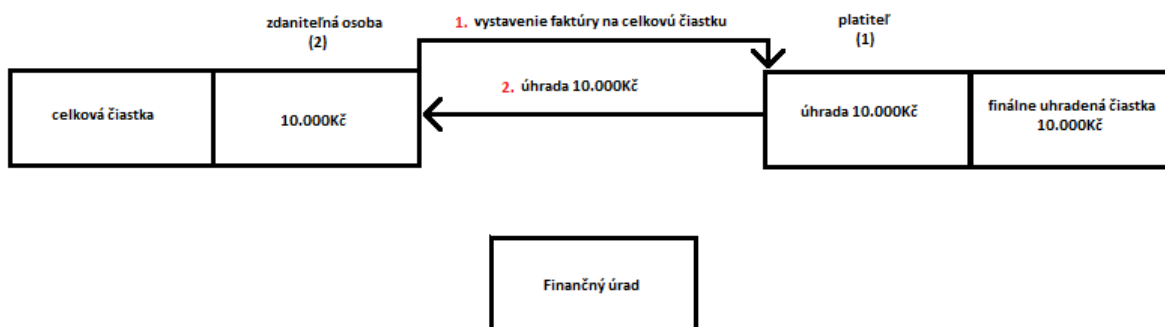 zdaniteľná osoba
(2)
1. vystavenie faktúry na celkovú čiastku
platiteľ
(1)
celková čiastka
10.000Kč
2. úhrada 10.000Kč
úhrada 10.000Kč
finálne uhradená čiastka
10.000Kč
Finančný úrad